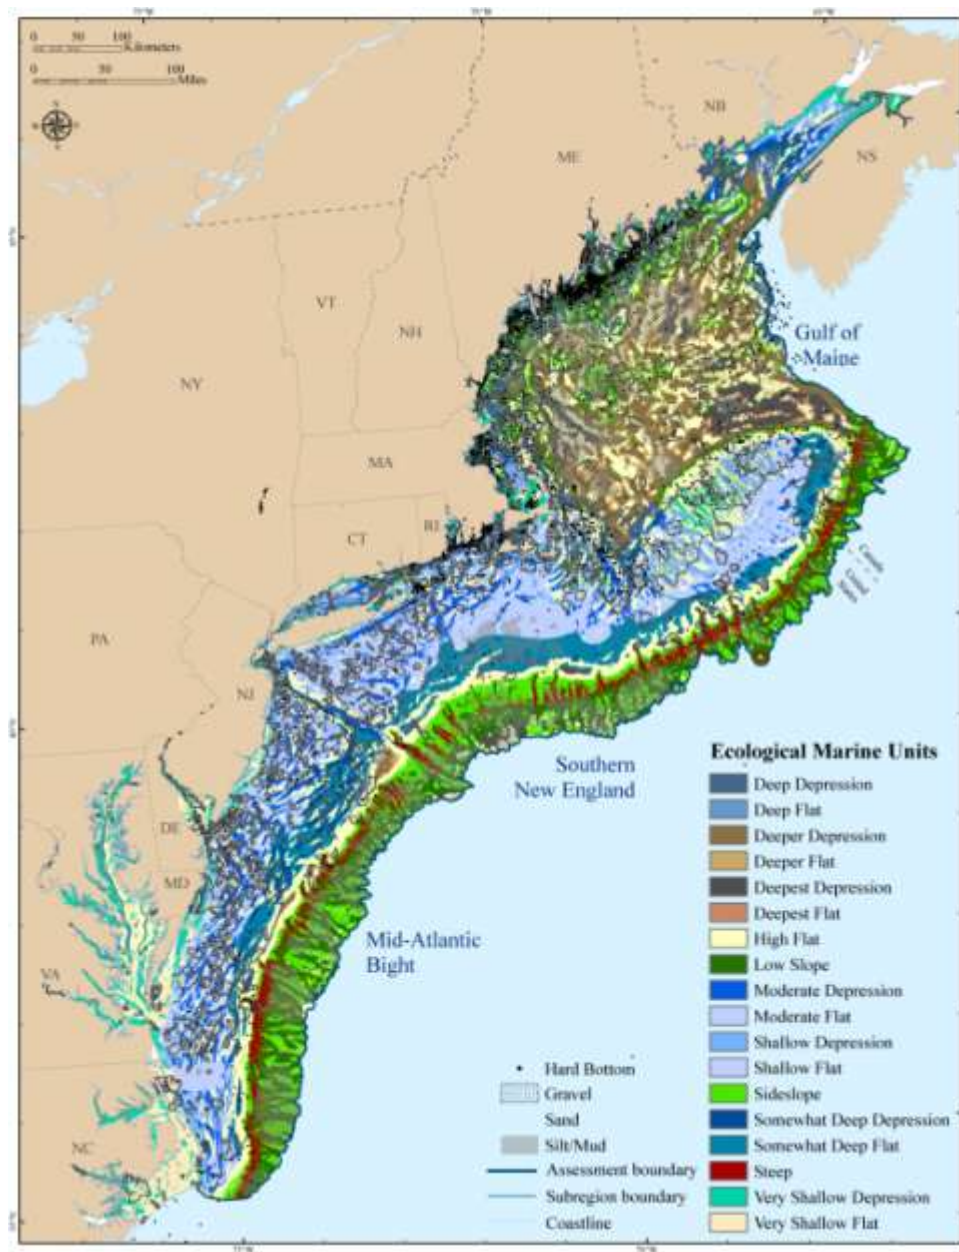 0 50 100
Kilometers
0 50 100
Miles
NB
ME
NS
VT
NH
Gulf of
Maine
NY
MA
CT
RI
PA
NJ
Southern
New England
DE
MD
Mid-Atlantic
Bight
VA
NC
Ecological Marine Units
Deep Depression
Deep Flat
Deeper Depression
Deeper Flat
Deepest Depression
Deepest Flat
High Flat
Low Slope
Moderate Depression
Moderate Flat
Shallow Depression
Shallow Flat
Sideslope
Somewhat Deep Depression
Somewhat Deep Flat
Steep
Very Shallow Depression
Very Shallow Flat
Hard Bottom
Gravel
Sand
Silt/Mud
Assessment boundary
Subregion boundary
Coastline